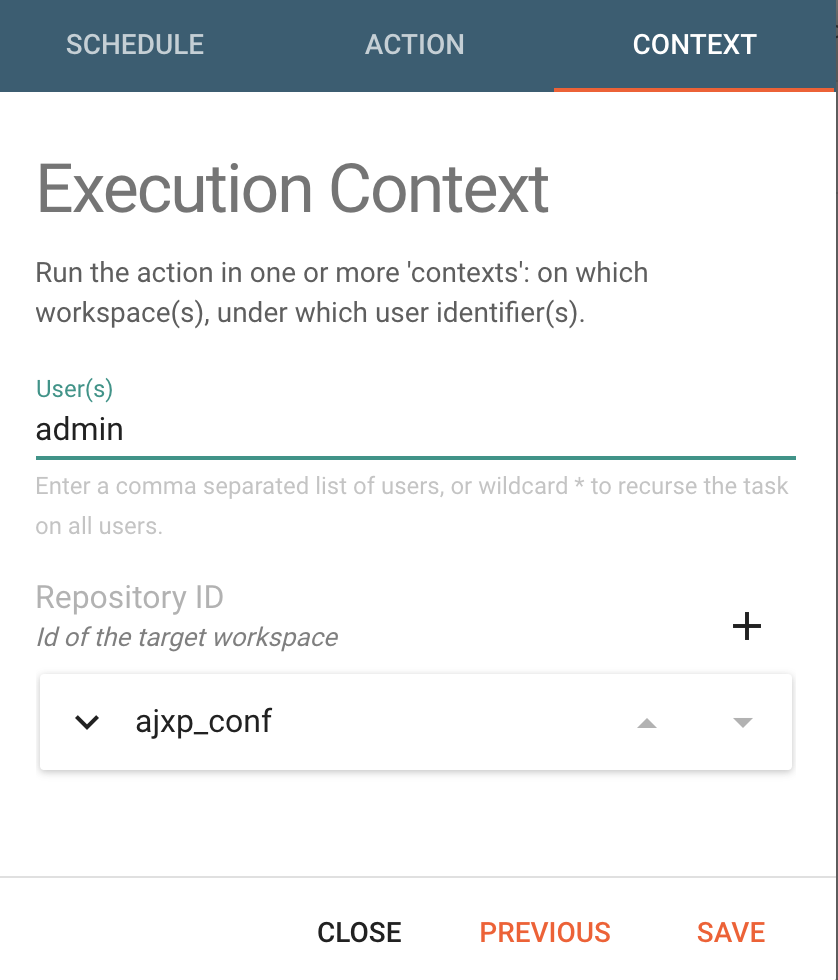 SCHEDULE ACTION CONTEXT
Execution Context
Run the action in one or more 'contexts': on which
workspace(s), under which user identifier(s).
User(s)
admin
Enter a comma separated list of users, or wildcard * to recurse the task
on all users.
Repository ID
Id of the target workspace
ajxp_conf
CLOSE PREVIOUS SAVE